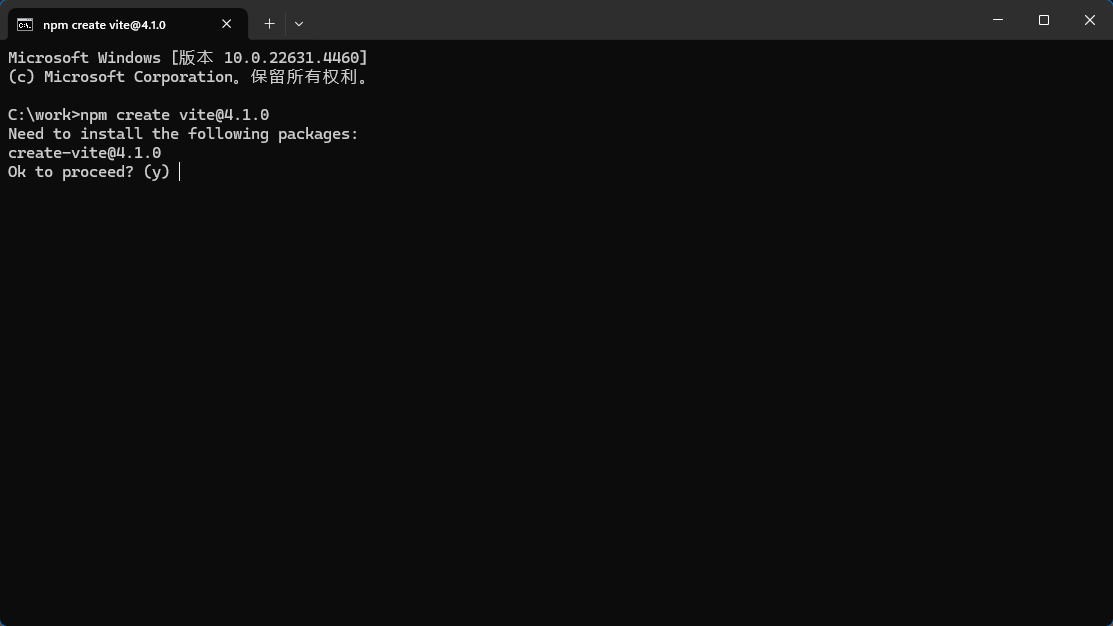 npm create vite@4.1.0
Microsoft Windows [版本 10.0.22631.4460]
(c) Microsoft Corporation。保留所有权利。
C:\work>npm create vite@4.1.0
Need to install the following packages:
create-vite@4.1.0
Ok to proceed? (y)